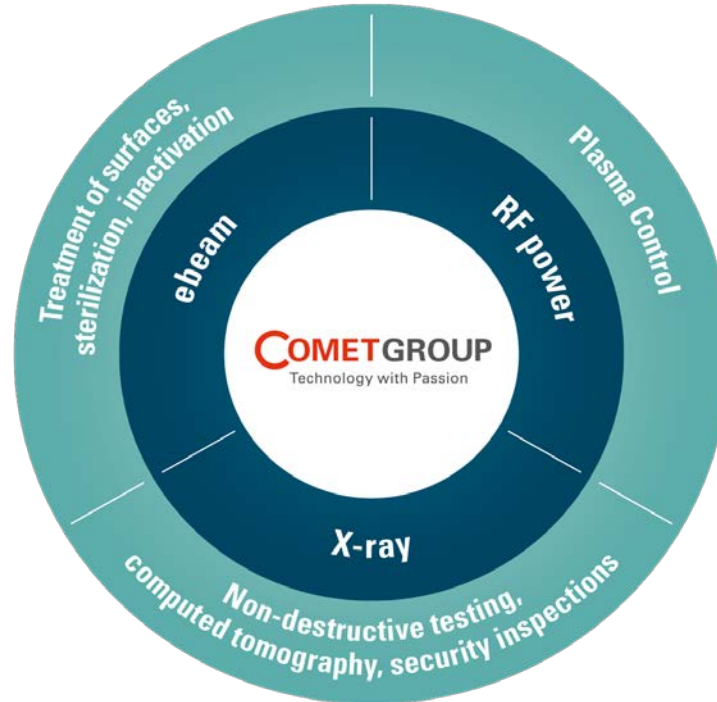 Treatment of surfaces,
sterilization, inactivation
Plasma Control
ebeam
RF power
COMETGROUP
Technology with Passion
X-ray
Non-destructive testing,
computed tomography, security inspections